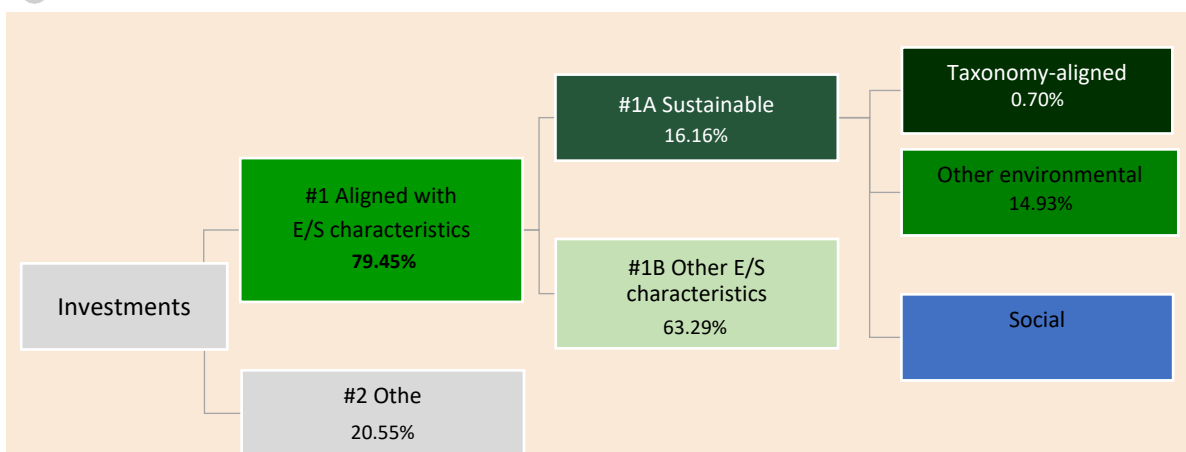 Investments
#1 Aligned with
E/S characteristics
79.45%
#2 Othe
20.55%
#1A Sustainable
16.16%
#1B Other E/S
characteristics
63.29%
Taxonomy-aligned
0.70%
Other environmental
14.93%
Social